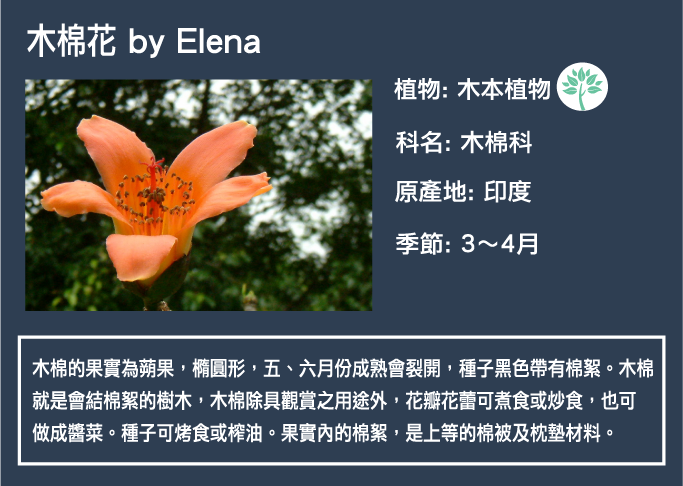 木棉花 by Elena
植物: 木本植物
科名: 木棉科
原產地: 印度
季節: 3～4月
木棉的果實為蒴果，橢圓形，五、六月份成熟會裂開，種子黑色帶有棉絮。木棉
就是會結棉絮的樹木，木棉除具觀賞之用途外，花瓣花蕾可煮食或炒食，也可
做成醬菜。種子可烤食或榨油。果實內的棉絮，是上等的棉被及枕墊材料。